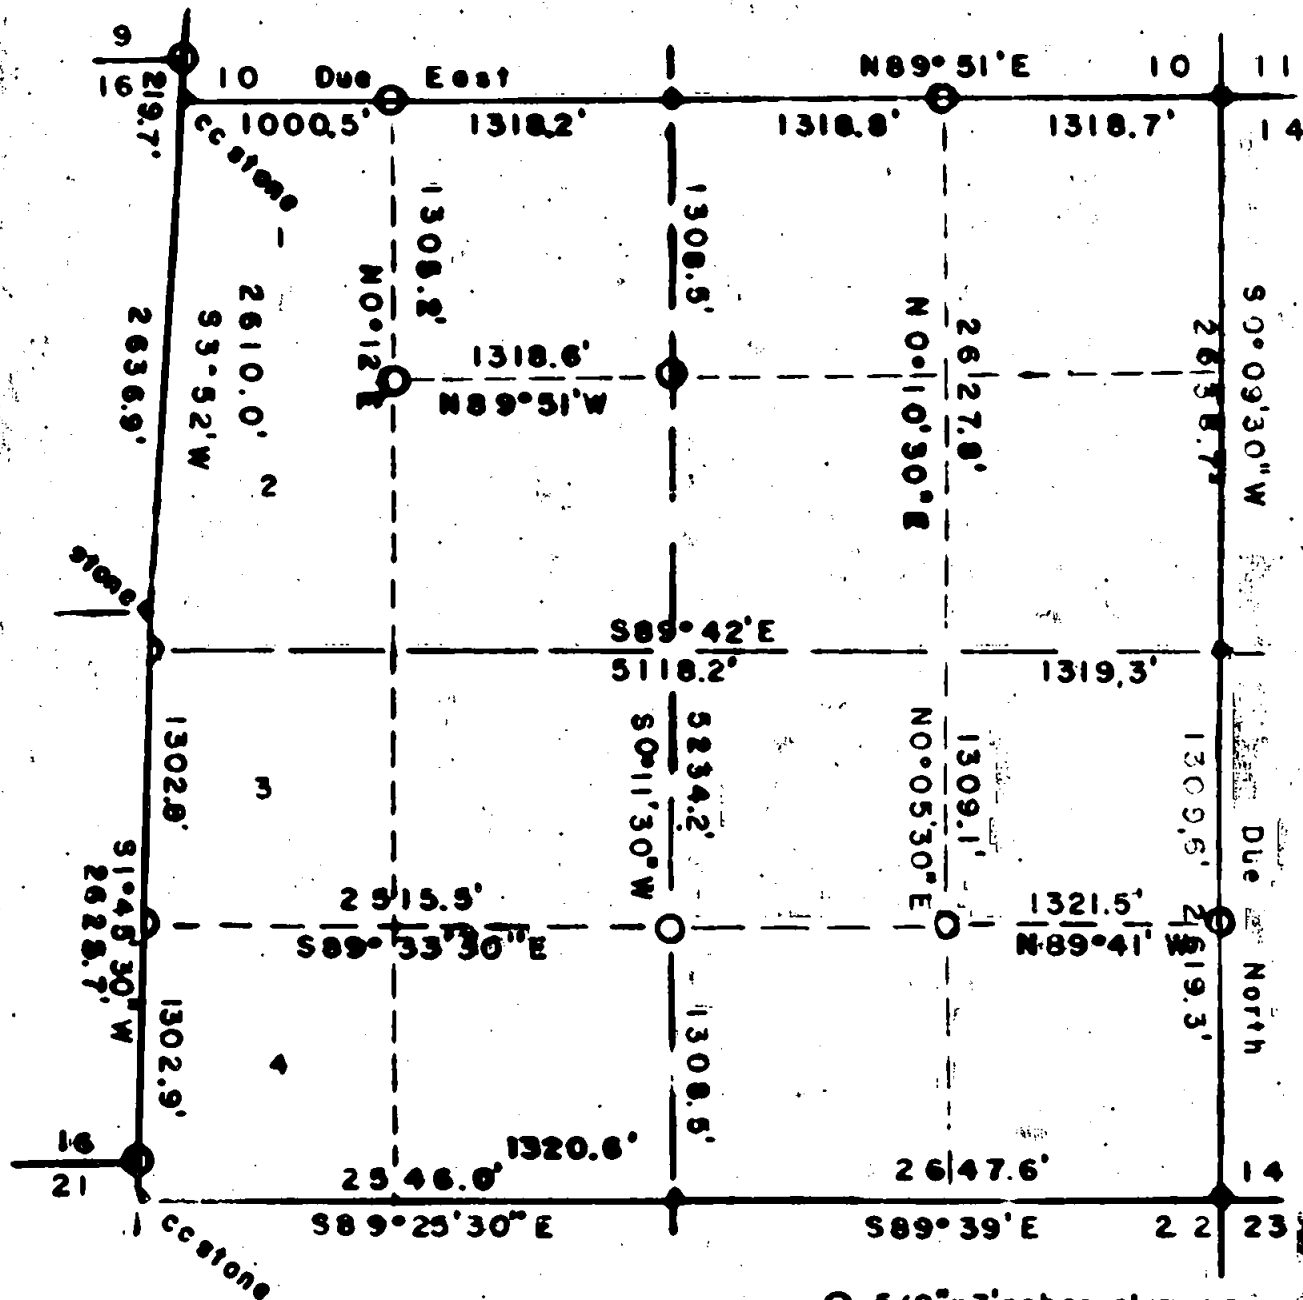 9
16
10 Due East
N89°51'E
10 11
14
219.7'
1000.5'
1318.2'
1318.8'
1318.7'
cc stone
1308.2'
N0°12'E
1308.5'
2636.9'
S3°52'W
2610.0'
2
1318.6'
N89°51'W
N0°10'30"E
2627.8'
S0°09'30"W
stone
S89°42'E
5118.2'
1319.3'
1302.8'
3
S0°11'30"W
5234.2'
N0°05'30"E
1309.1'
Due North
S1°45'30"W
2628.7'
2515.5'
S89°33'30"E
1321.5'
N89°41'W
2619.3'
1302.9'
4
1308.5'
16
21
1320.6'
2546.0'
S89°25'30"E
2647.6'
S89°39'E
14
22 23
cc stone